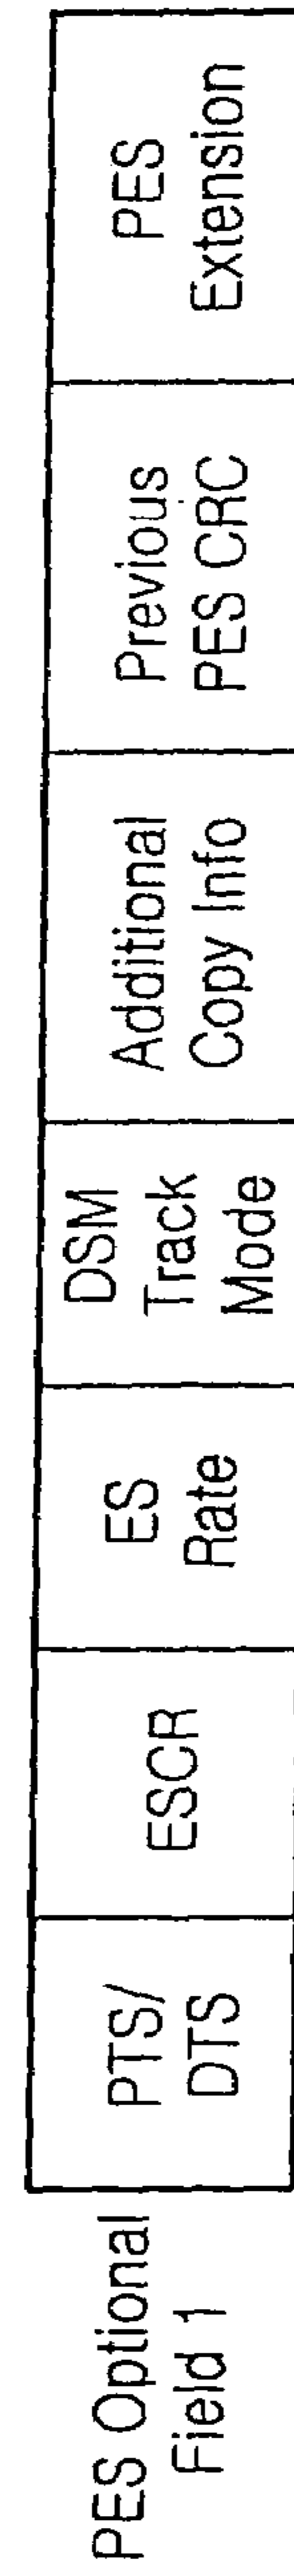 PES Optional
Field 1
PTS/
DTS
ESCR
ES
Rate
DSM
Track
Mode
Additional
Copy Info
Previous
PES CRC
PES
Extension